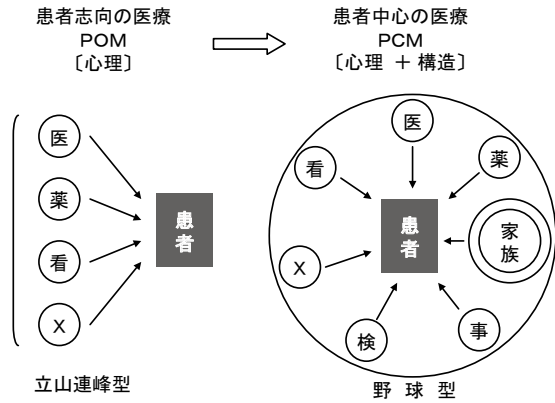 患者志向の医療
POM
〔心理〕
患者中心の医療
PCM
〔心理 + 構造〕
医
薬
看
X
患者
立山連峰型
医
薬
家族
事
検
X
看
患者
野球型